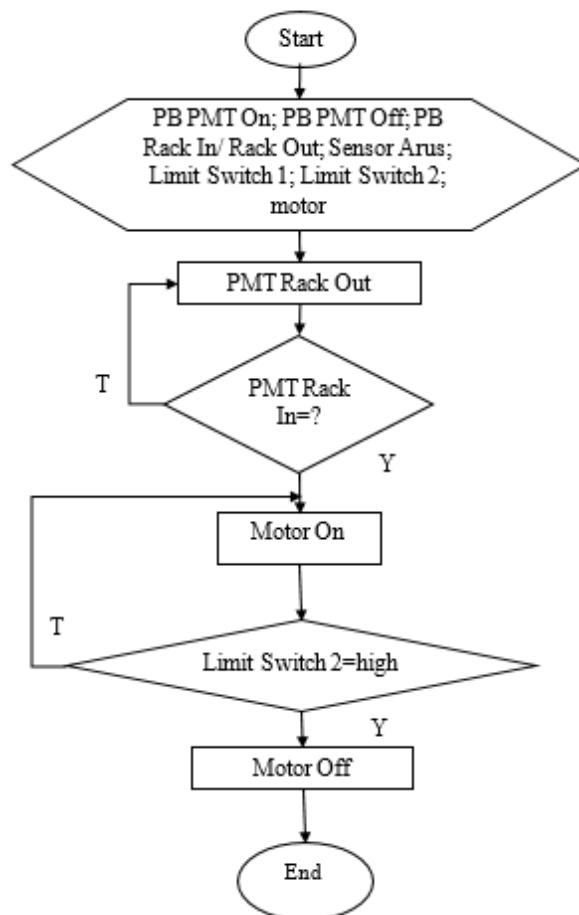 Start
PB PMT On; PB PMT Off; PB
Rack In/ Rack Out; Sensor Arus;
Limit Switch 1; Limit Switch 2;
motor
PMT Rack Out
PMT Rack
In=?
T
Y
Motor On
T
Limit Switch 2=high
Y
Motor Off
End